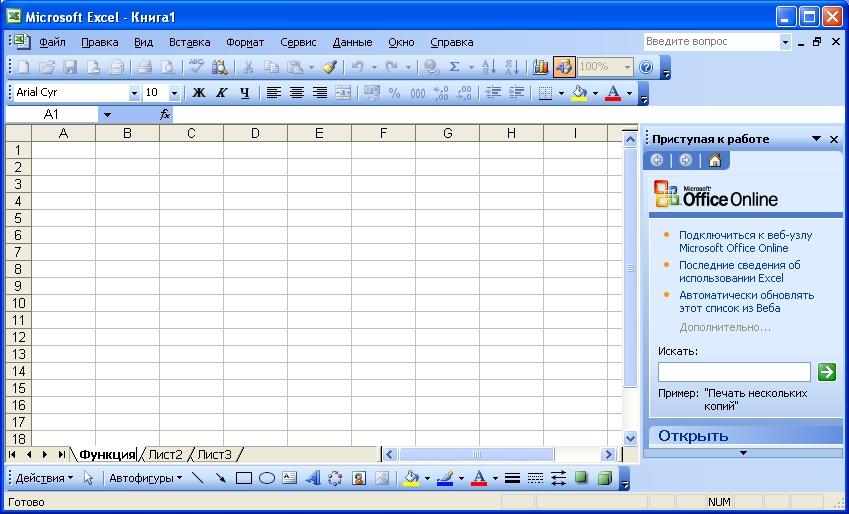 Microsoft Excel - Книга1
Файл Правка Вид Вставка Формат Сервис Данные Окно Справка Введите вопрос
100%
Arial Cyr 10 Ж К Ч % 000
A1 fx
A B C D E F G H I
1
2
3
4
5
6
7
8
9
10
11
12
13
14
15
16
17
18
Приступая к работе
Microsoft
Office Online
Подключиться к веб-узлу
Microsoft Office Online
Последние сведения об
использовании Excel
Автоматически обновлять
этот список из Веба
Дополнительно...
Искать:
Пример: "Печать нескольких
копий"
Открыть
Функция Лист2 Лист3
Действия Автофигуры
Готово NUM